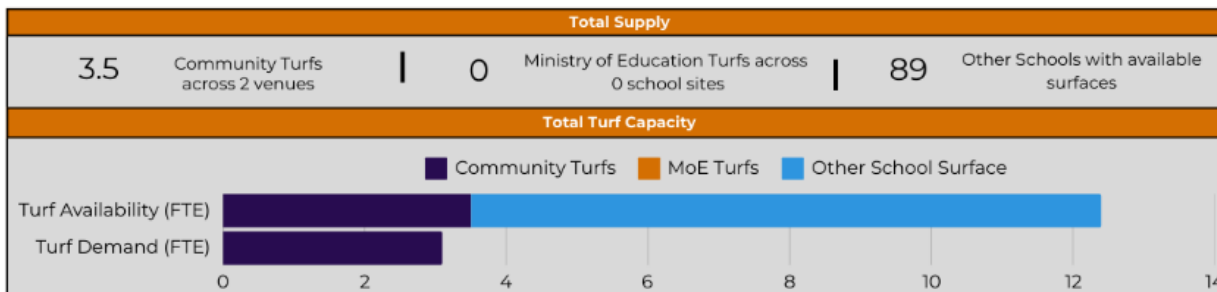 Total Supply
3.5
Community Turfs
across 2 venues
0
Ministry of Education Turfs across
0 school sites
89
Other Schools with available
surfaces
Total Turf Capacity
Community Turfs MoE Turfs Other School Surface
Turf Availability (FTE)
Turf Demand (FTE)
0 2 4 6 8 10 12 14